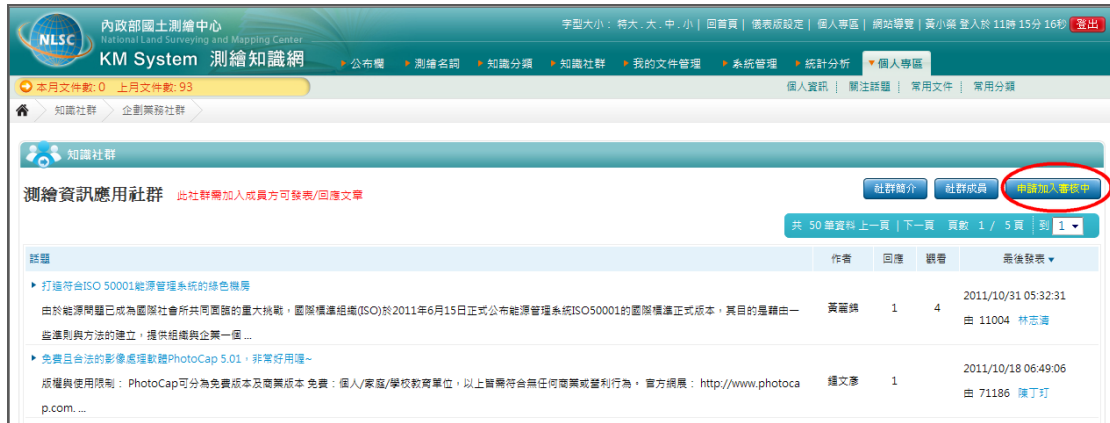 NLSC
內政部國土測繪中心
National Land Surveying and Mapping Center
KM System 測繪知識網
字型大小： 特大．大．中．小｜ 回首頁｜ 儀表版設定｜ 個人專區｜ 網站導覽｜黃小榮 登入於 11時 15分 16秒 登出
公布欄 測繪名詞 知識分類 知識社群 我的文件管理 系統管理 統計分析 個人專區
本月文件數: 0 上月文件數: 93
個人資訊｜ 關注話題｜ 常用文件｜ 常用分類
知識社群 企劃業務社群
知識社群
測繪資訊應用社群 此社群需加入成員方可發表/回應文章
社群簡介 社群成員 申請加入審核中
共 50 筆資料 上一頁｜下一頁 頁數 1 / 5 頁 到 1
話題 作者 回應 觀看 最後發表
打造符合ISO 50001能源管理系統的綠色機房
由於能源問題已成為國際社會所共同面臨的重大挑戰，國際標準組織(ISO)於2011年6月15日正式公布能源管理系統ISO50001的國際標準正式版本，其目的是藉由一
些準則與方法的建立，提供組織與企業一個 ...
黃麗娟 1 4
2011/10/31 05:32:31
由 11004 林志清
免費且合法的影像處理軟體PhotoCap 5.01，非常好用喔~
版權與使用限制： PhotoCap可分為免費版本及商業版本 免費：個人/家庭/學校教育單位，以上皆需符合無任何商業或營利行為。 官方網展： http://www.photoca
p.com. ...
鍾文彥 1
2011/10/18 06:49:06
由 71186 陳丁玎